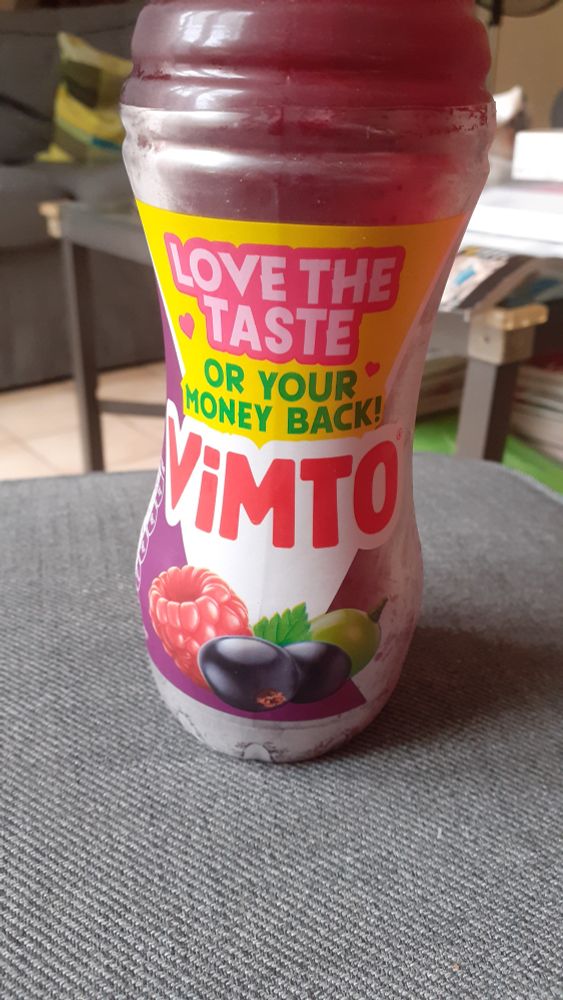 LOVE THE
TASTE
OR YOUR
MONEY BACK!
ViMTO®